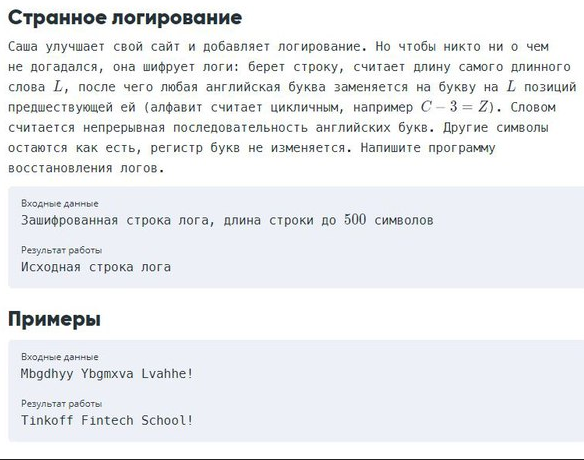 Странное логирование
Саша улучшает свой сайт и добавляет логирование. Но чтобы никто ни о чем
не догадался, она шифрует логи: берет строку, считает длину самого длинного
слова L, после чего любая английская буква заменяется на букву на L позиций
предшествующей ей (алфавит считает цикличным, например C − 3 = Z). Словом
считается непрерывная последовательность английских букв. Другие символы
остаются как есть, регистр букв не изменяется. Напишите программу
восстановления логов.
Входные данные
Зашифрованная строка лога, длина строки до 500 символов
Результат работы
Исходная строка лога
Примеры
Входные данные
Mbgdhyy Ybgmxva Lvahhe!
Результат работы
Tinkoff Fintech School!